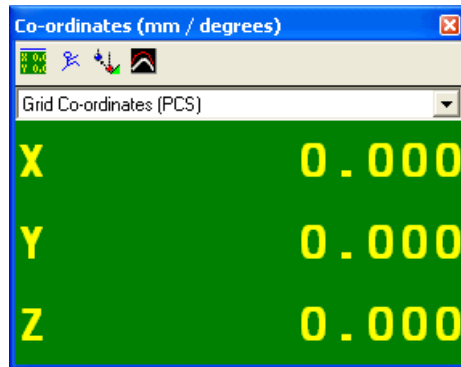 Co-ordinates (mm / degrees)
Grid Co-ordinates (PCS)
X 0.000
Y 0.000
Z 0.000